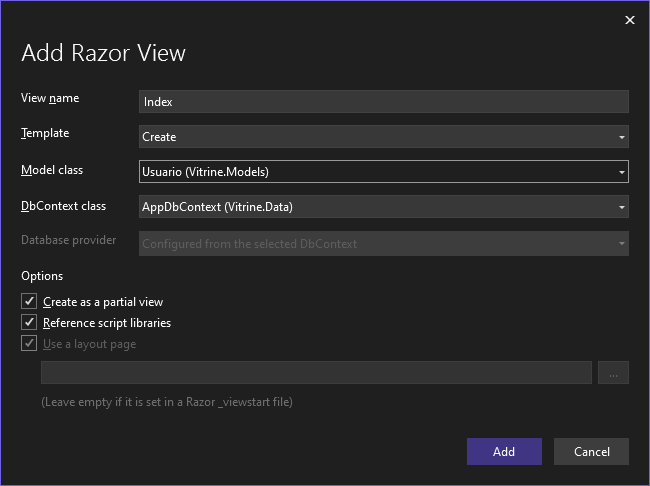 Add Razor View
View name
Index
Template
Create
Model class
Usuario (Vitrine.Models)
DbContext class
AppDbContext (Vitrine.Data)
Database provider
Configured from the selected DbContext
Options
Create as a partial view
Reference script libraries
Use a layout page
...
(Leave empty if it is set in a Razor _viewstart file)
Add
Cancel